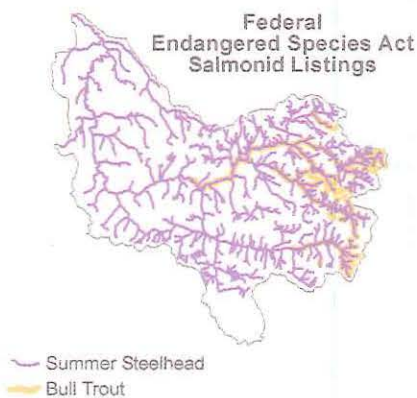 Federal
Endangered Species Act
Salmonid Listings
Summer Steelhead
Bull Trout